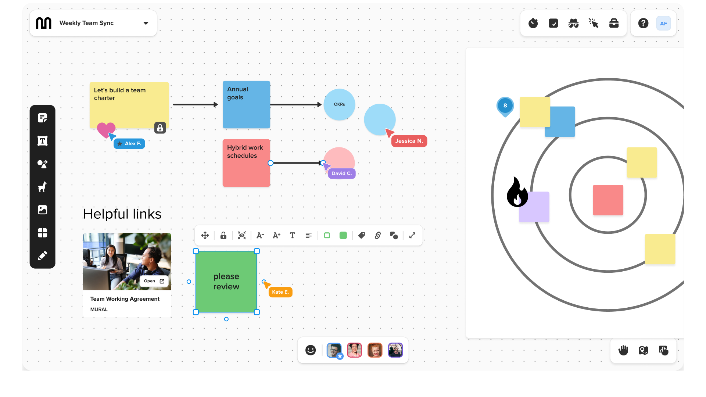 Weekly Team Sync
AF
Let's build a team
charter
Annual
goals
OKRs
8
Alex F.
Jessica N.
Hybrid work
schedules
David C.
Helpful links
A-
A+
T
please
review
Open
Team Working Agreement
MURAL
Kate E.